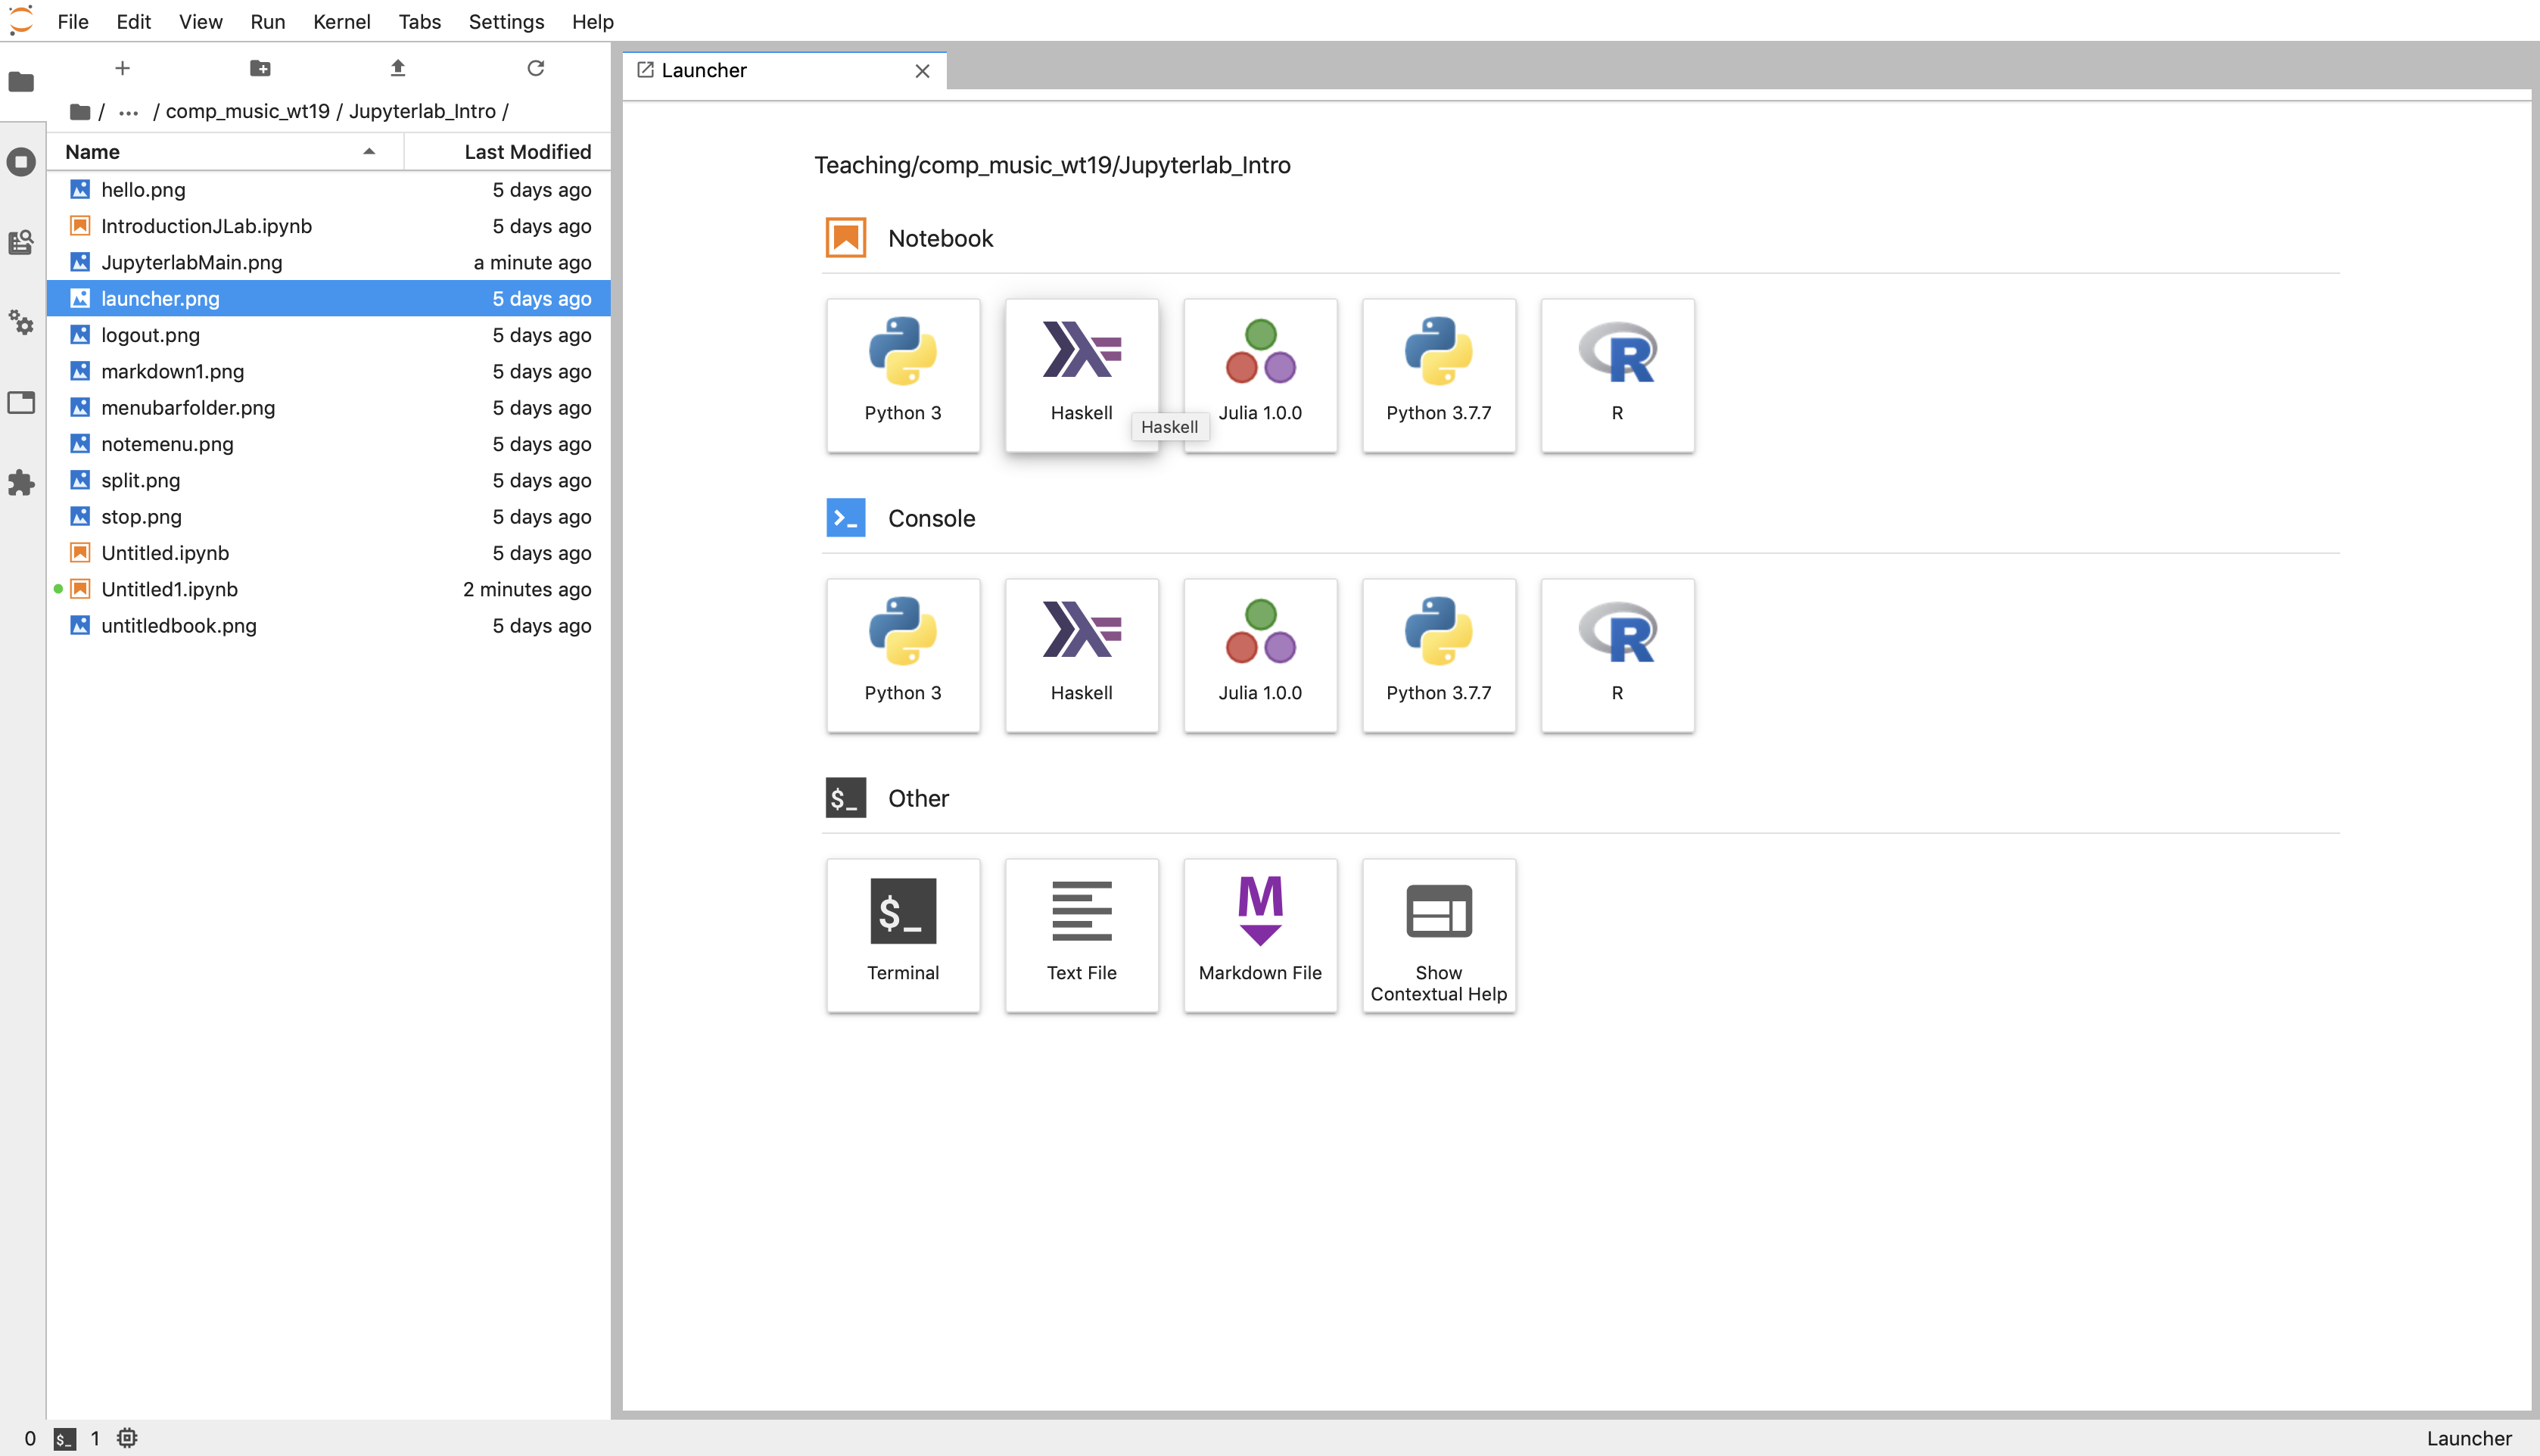 File Edit View Run Kernel Tabs Settings Help
Launcher
/ ... / comp_music_wt19 / Jupyterlab_Intro /
Name Last Modified
hello.png 5 days ago
IntroductionJLab.ipynb 5 days ago
JupyterlabMain.png a minute ago
launcher.png 5 days ago
logout.png 5 days ago
markdown1.png 5 days ago
menubarfolder.png 5 days ago
notemenu.png 5 days ago
split.png 5 days ago
stop.png 5 days ago
Untitled.ipynb 5 days ago
Untitled1.ipynb 2 minutes ago
untitledbook.png 5 days ago
Teaching/comp_music_wt19/Jupyterlab_Intro
Notebook
Python 3 Haskell Julia 1.0.0 Python 3.7.7 R
Haskell
>_ Console
Python 3 Haskell Julia 1.0.0 Python 3.7.7 R
$_ Other
$_ M
Terminal Text File Markdown File Show
Contextual Help
0 $_ 1 Launcher